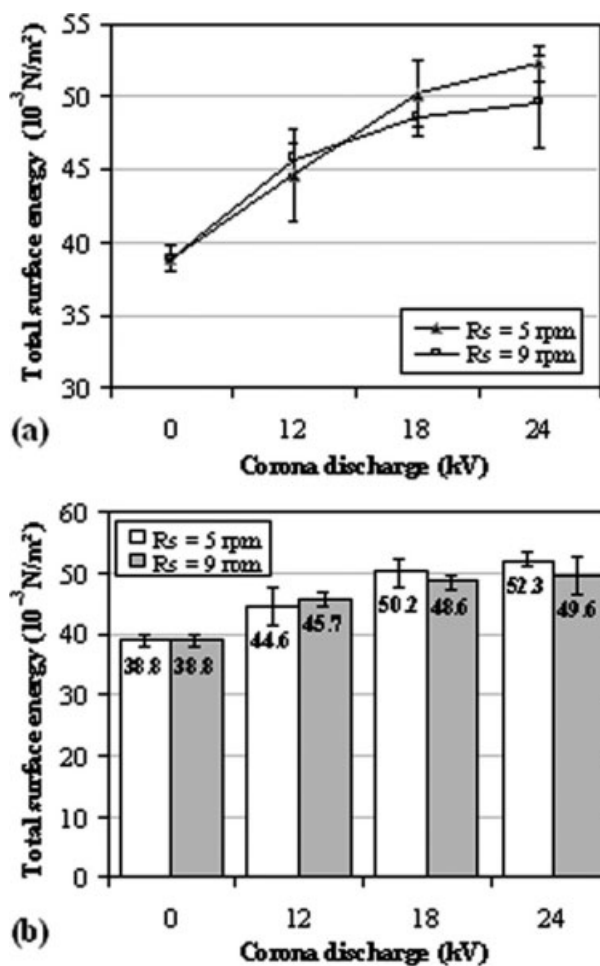 Total surface energy (10⁻³N/m²)
55
50
45
40
35
30
Rs = 5 rpm
Rs = 9 rpm
0 12 18 24
(a)
Corona discharge (kV)
Total surface energy (10⁻³N/m²)
60
50
40
30
20
10
0
Rs = 5 rpm
Rs = 9 rpm
38.8 38.8 44.6 45.7 50.2 48.6 52.3 49.6
0 12 18 24
(b)
Corona discharge (kV)